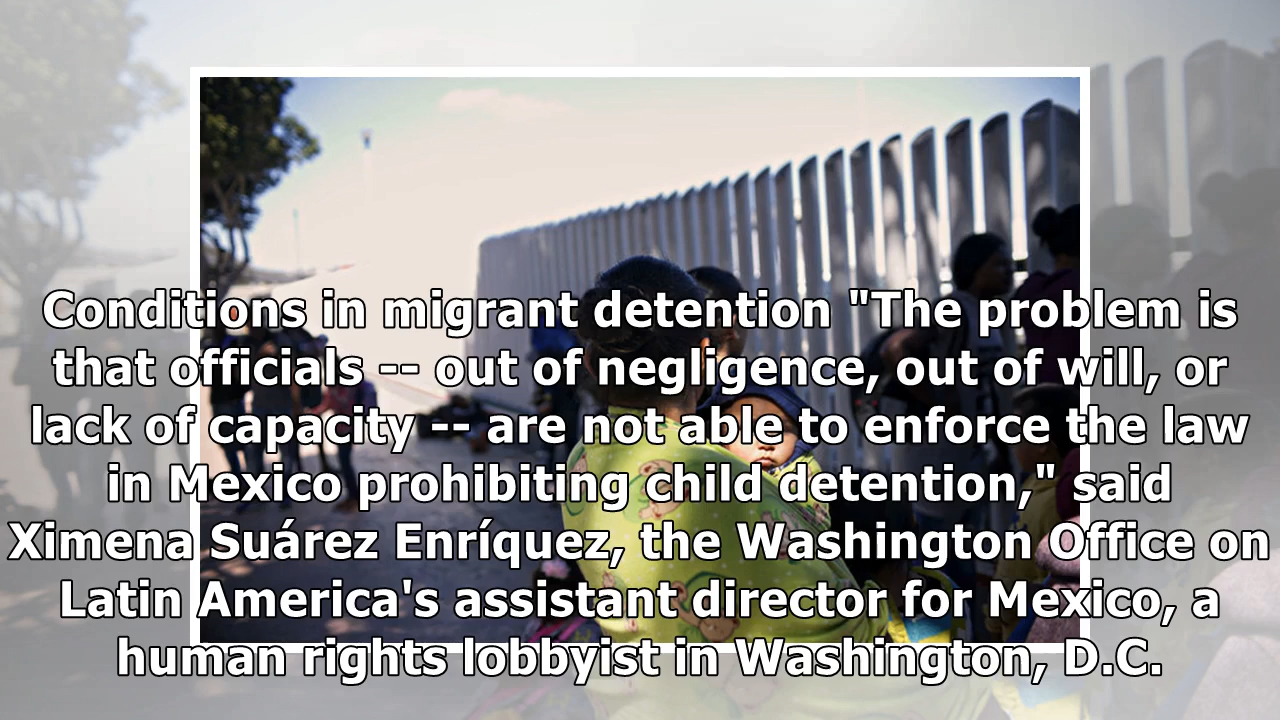 Conditions in migrant detention "The problem is
that officials -- out of negligence, out of will, or
lack of capacity -- are not able to enforce the law
in Mexico prohibiting child detention," said
Ximena Suárez Enríquez, the Washington Office on
Latin America's assistant director for Mexico, a
human rights lobbyist in Washington, D.C.